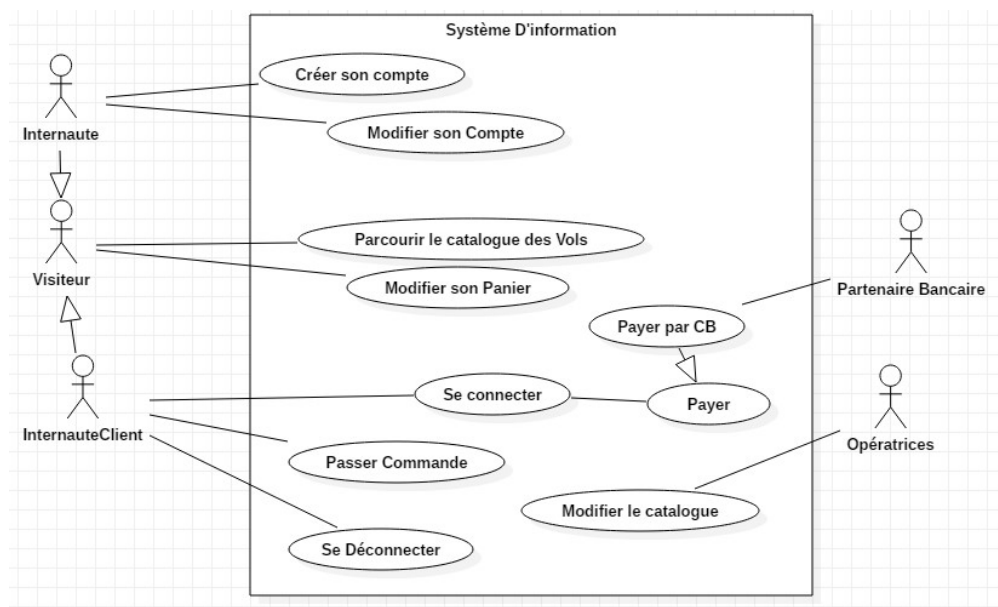 Système D'information
Créer son compte
Internaute
Modifier son Compte
Parcourir le catalogue des Vols
Visiteur
Modifier son Panier
Partenaire Bancaire
Payer par CB
Se connecter
Payer
InternauteClient
Opératrices
Passer Commande
Modifier le catalogue
Se Déconnecter